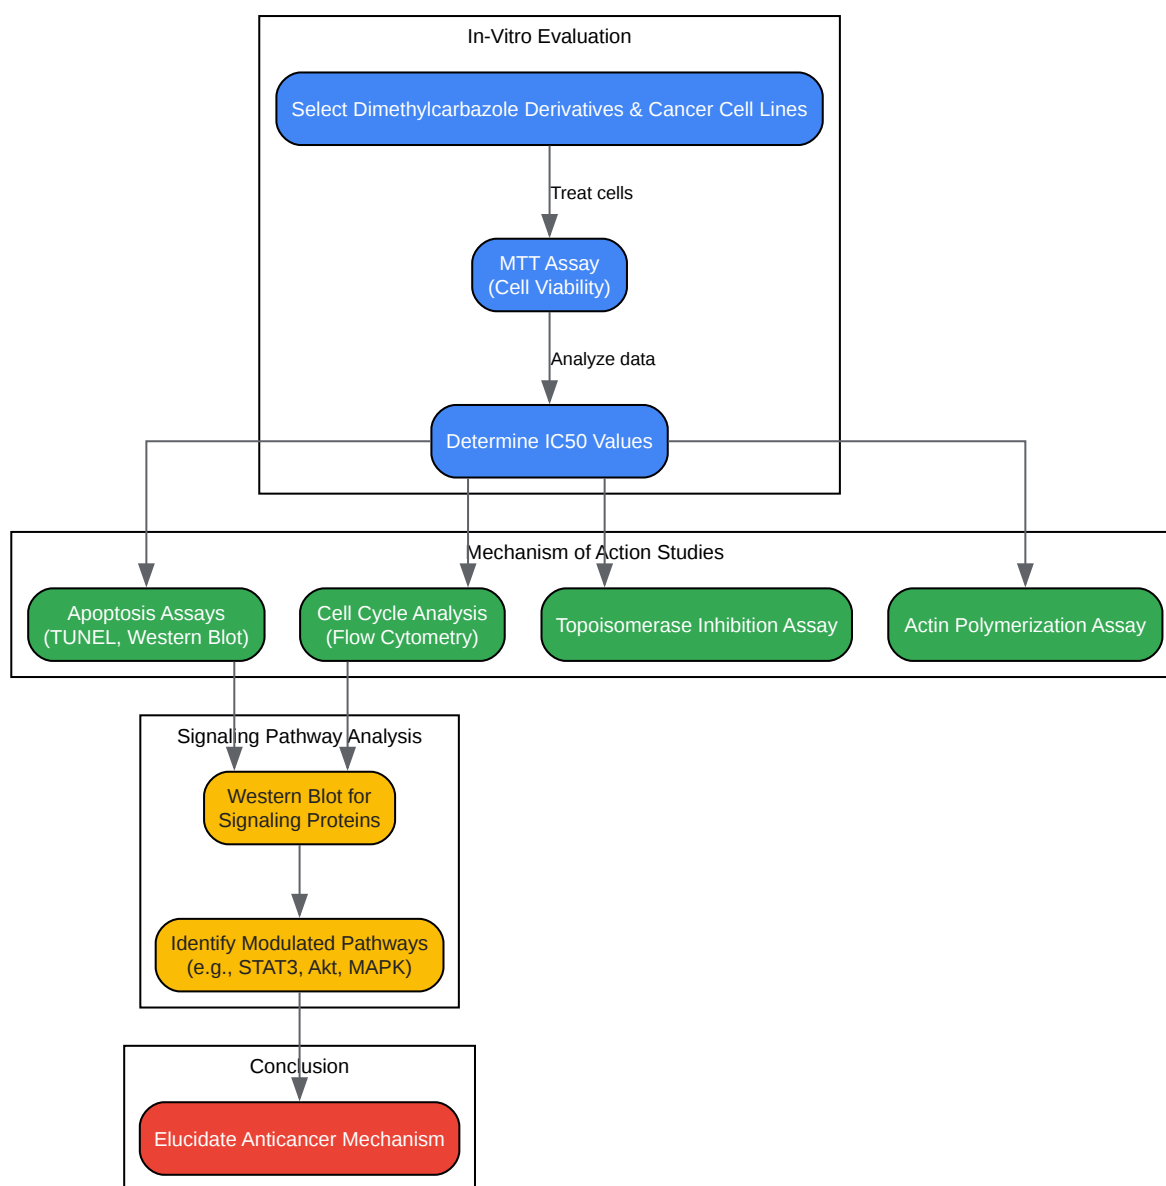 In-Vitro Evaluation
Select Dimethylcarbazole Derivatives & Cancer Cell Lines
Treat cells
MTT Assay
(Cell Viability)
Analyze data
Determine IC50 Values
Mechanism of Action Studies
Apoptosis Assays
(TUNEL, Western Blot)
Cell Cycle Analysis
(Flow Cytometry)
Topoisomerase Inhibition Assay
Actin Polymerization Assay
Signaling Pathway Analysis
Western Blot for
Signaling Proteins
Identify Modulated Pathways
(e.g., STAT3, Akt, MAPK)
Conclusion
Elucidate Anticancer Mechanism